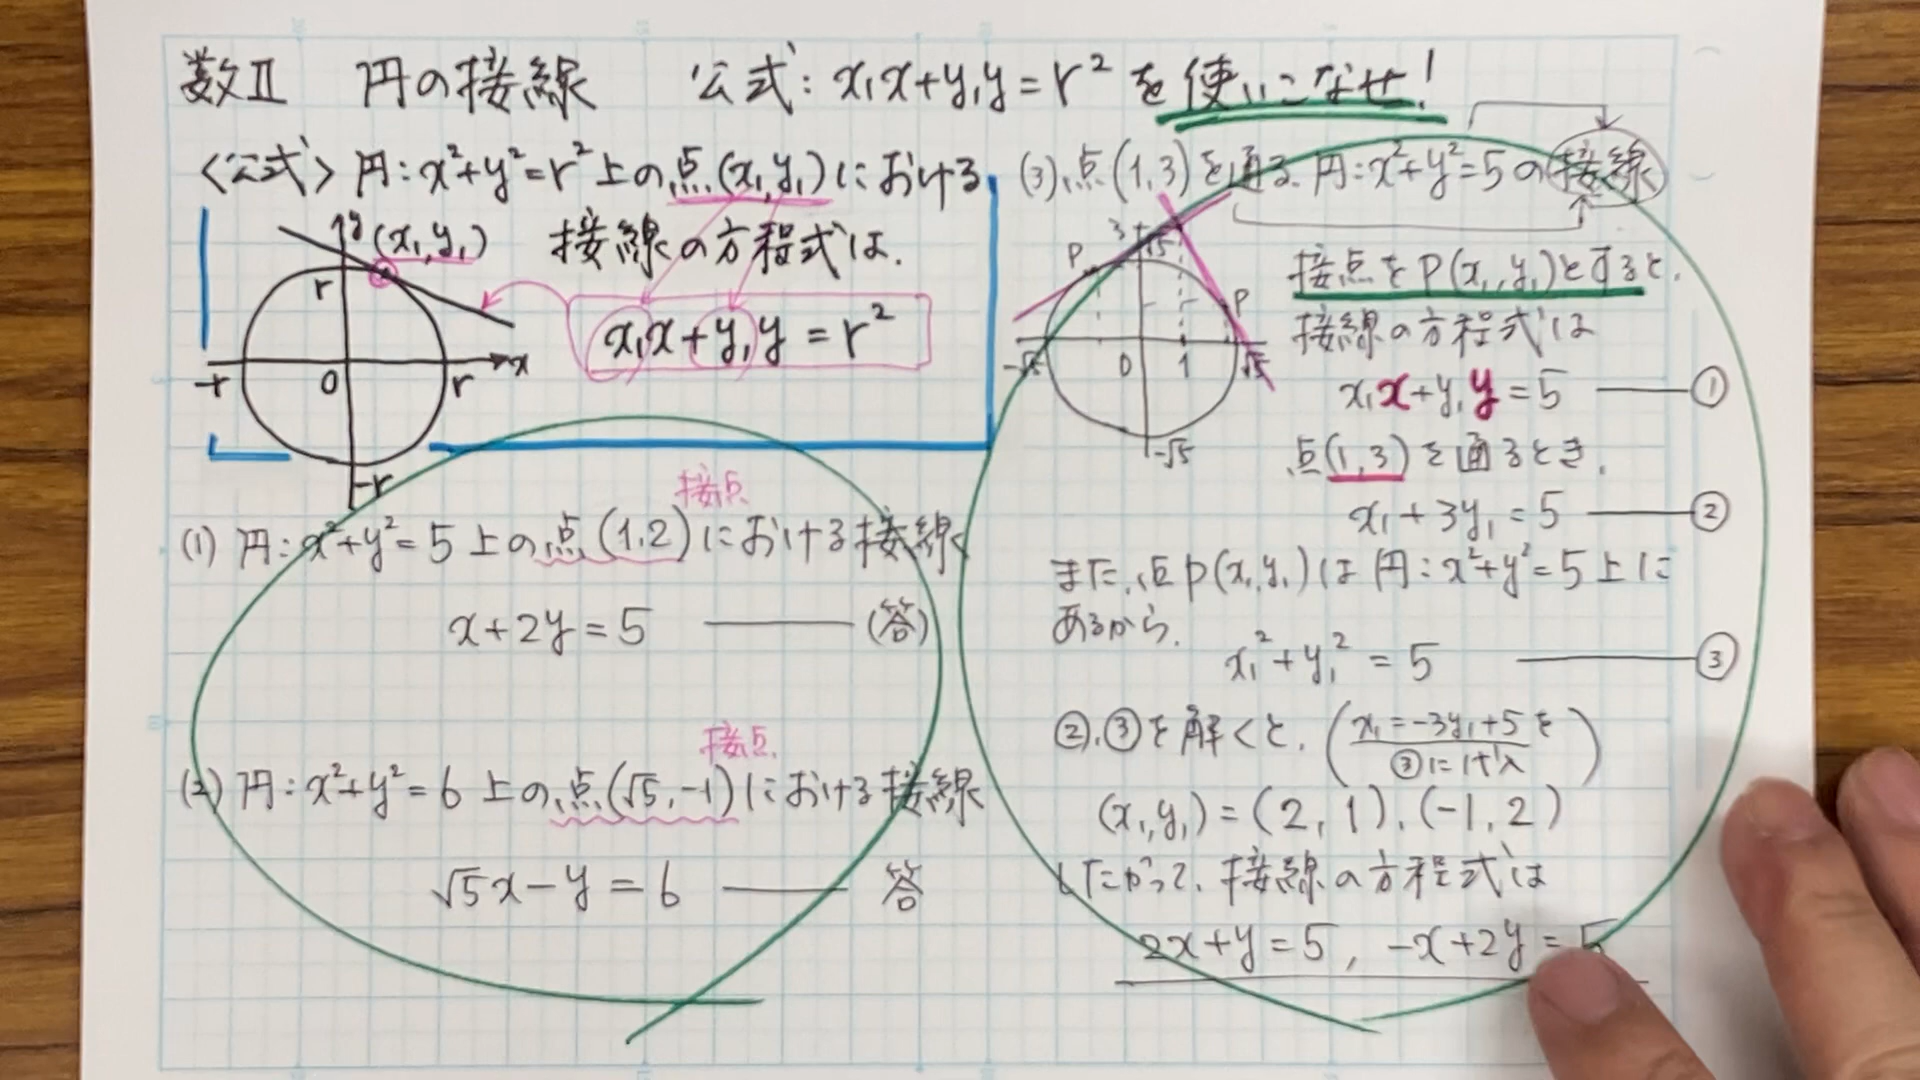 数Ⅱ 円の接線 公式：x₁x+y₁y=r²を使いこなせ！
〈公式〉円：x²+y²=r²上の点(x₁,y₁)における
接線の方程式は、
x₁x+y₁y=r²
y
(x₁,y₁)
r
-r
0
r
x
-r
接点
(1) 円：x²+y²=5上の点(1,2)における接線
x+2y=5 ――― (答)
接点
(2) 円：x²+y²=6上の点(√5,-1)における接線
√5x-y=6 ――― 答
(3) 点(1,3)を通る、円：x²+y²=5の接線
3
√5
P
P
-√5
0
1
√5
-√5
接点をP(x₁,y₁)とすると、
接線の方程式は
x₁x+y₁y=5 ――― ①
点(1,3)を通るとき、
x₁+3y₁=5 ――― ②
また、点P(x₁,y₁)は円：x²+y²=5上に
あるから、
x₁²+y₁²=5 ――― ③
②、③を解くと、(x₁=-3y₁+5を
③に代入)
(x₁,y₁)=(2,1),(-1,2)
したがって、接線の方程式は
2x+y=5, -x+2y=5